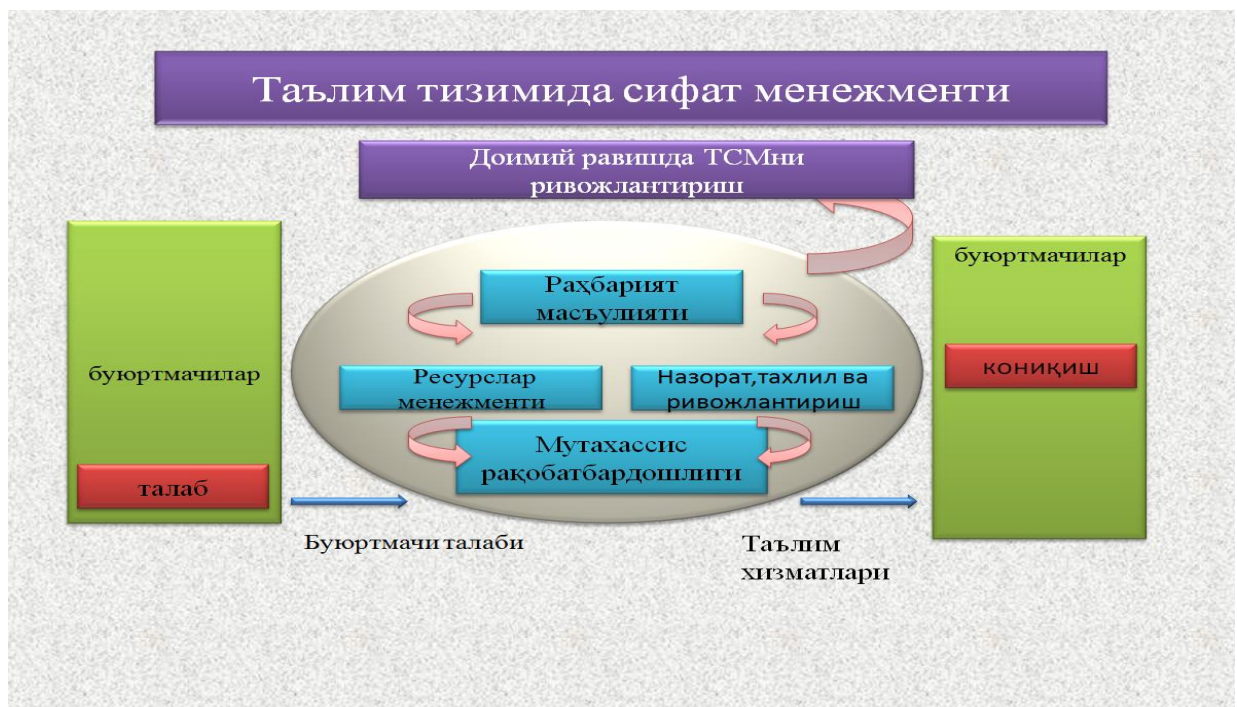 Таълим тизимида сифат менежменти
Доимий равишда ТСМни
ривожлантириш
буюртмачилар
талаб
Раҳбарият
масъулияти
Ресурслар
менежменти
Назорат,тахлил ва
ривожлантириш
Мутахассис
рақобатбардошлиги
Буюртмачи талаби
Таълим
хизматлари
буюртмачилар
кониқиш